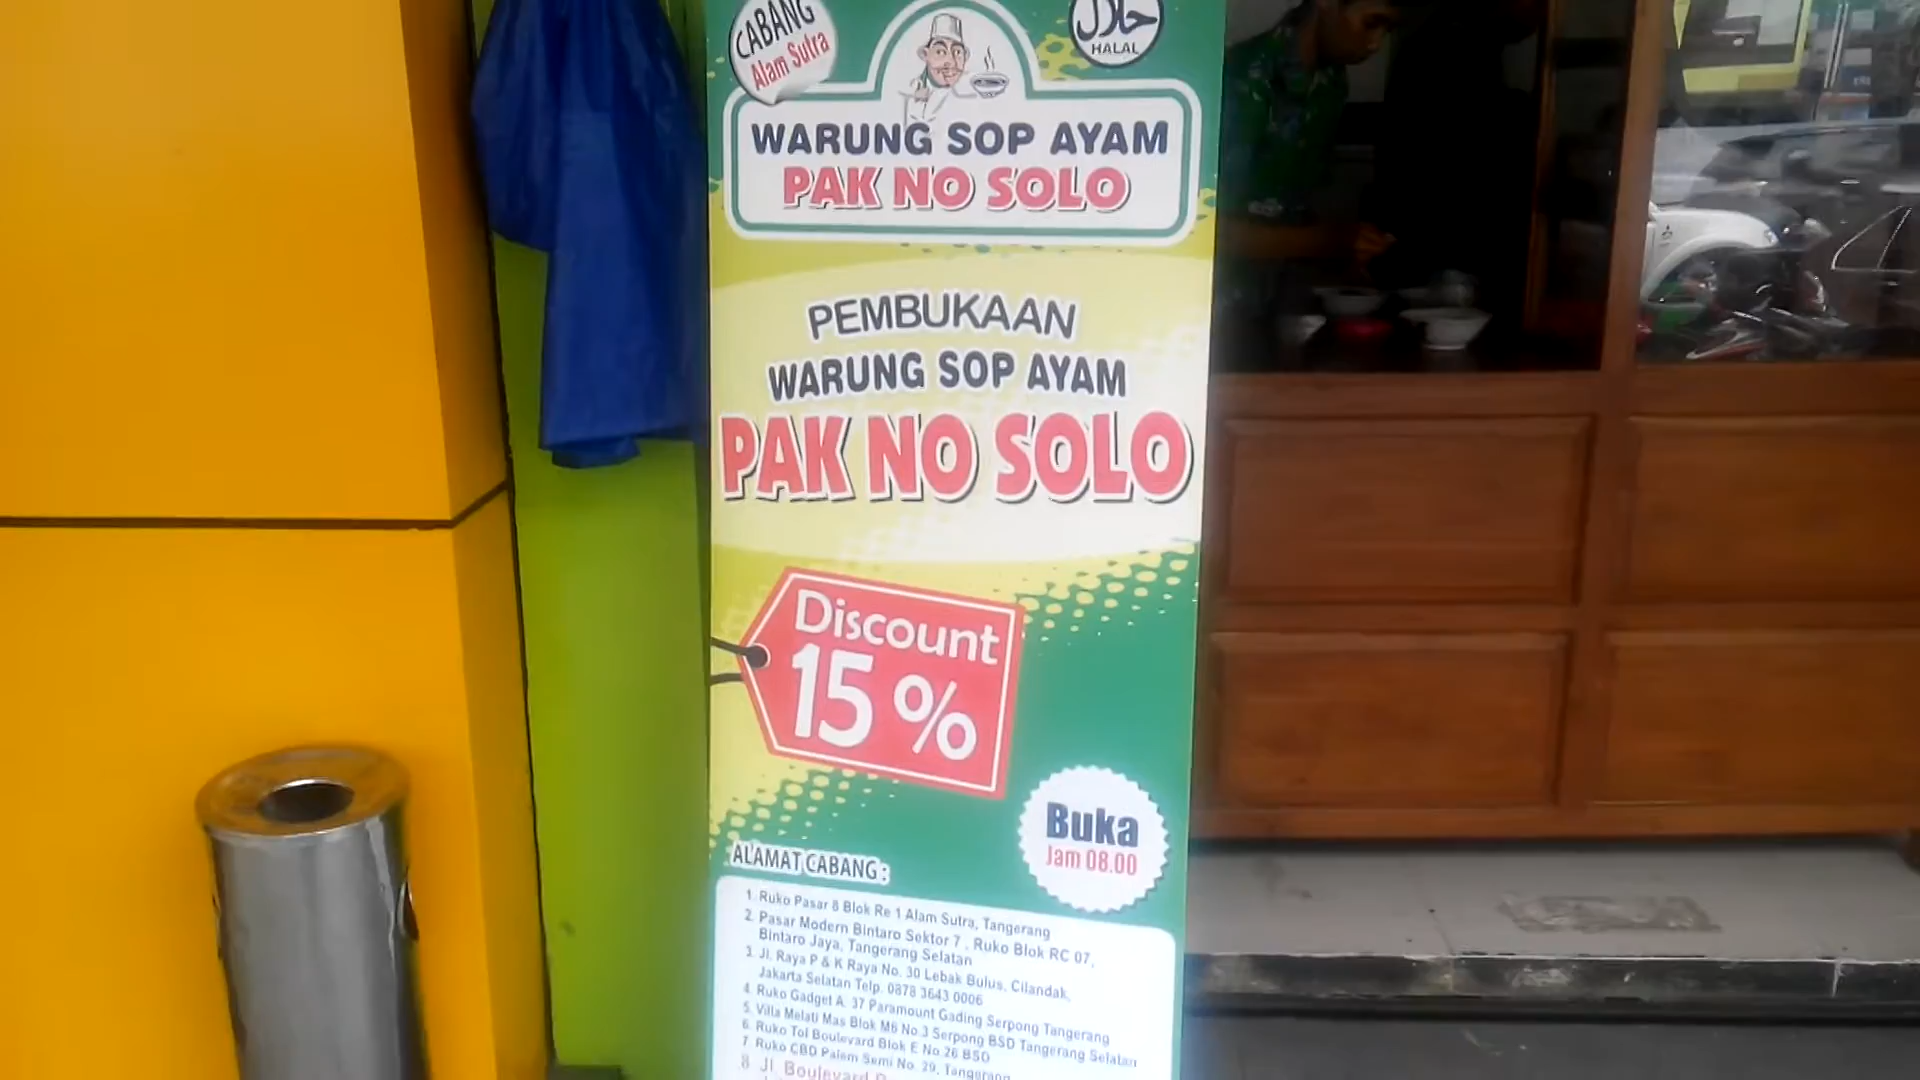 CABANG
Alam Sutra
حلال
HALAL
WARUNG SOP AYAM
PAK NO SOLO
PEMBUKAAN
WARUNG SOP AYAM
PAK NO SOLO
Discount
15 %
Buka
Jam 08.00
ALAMAT CABANG :
1. Ruko Pasar 8 Blok Re 1 Alam Sutra, Tangerang
2. Pasar Modern Bintaro Sektor 7 , Ruko Blok RC 07,
Bintaro Jaya, Tangerang Selatan
3. Jl. Raya P & K Raya No. 30 Lebak Bulus, Cilandak,
Jakarta Selatan Telp. 0878 3643 0006
4. Ruko Gadget A. 37 Paramount Gading Serpong Tangerang
5. Villa Melati Mas Blok M6 No.3 Serpong BSD Tangerang Selatan
6. Ruko Tol Boulevard Blok E No.26 BSD
7. Ruko CBD Palem Semi No. 29, Tangerang
8. Jl. Boulevard